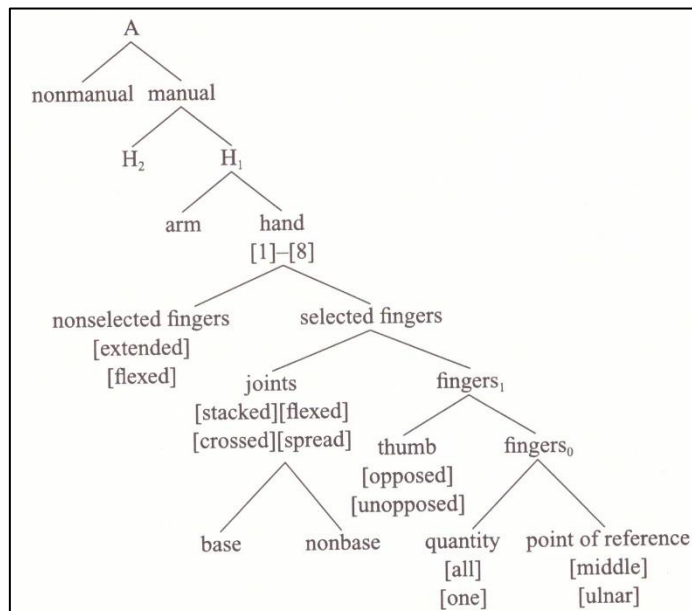 A
nonmanual manual
H₂ H₁
arm hand
[1]–[8]
nonselected fingers selected fingers
[extended]
[flexed]
joints fingers₁
[stacked][flexed]
[crossed][spread]
thumb fingers₀
[opposed]
[unopposed]
base nonbase quantity point of reference
[all] [middle]
[one] [ulnar]